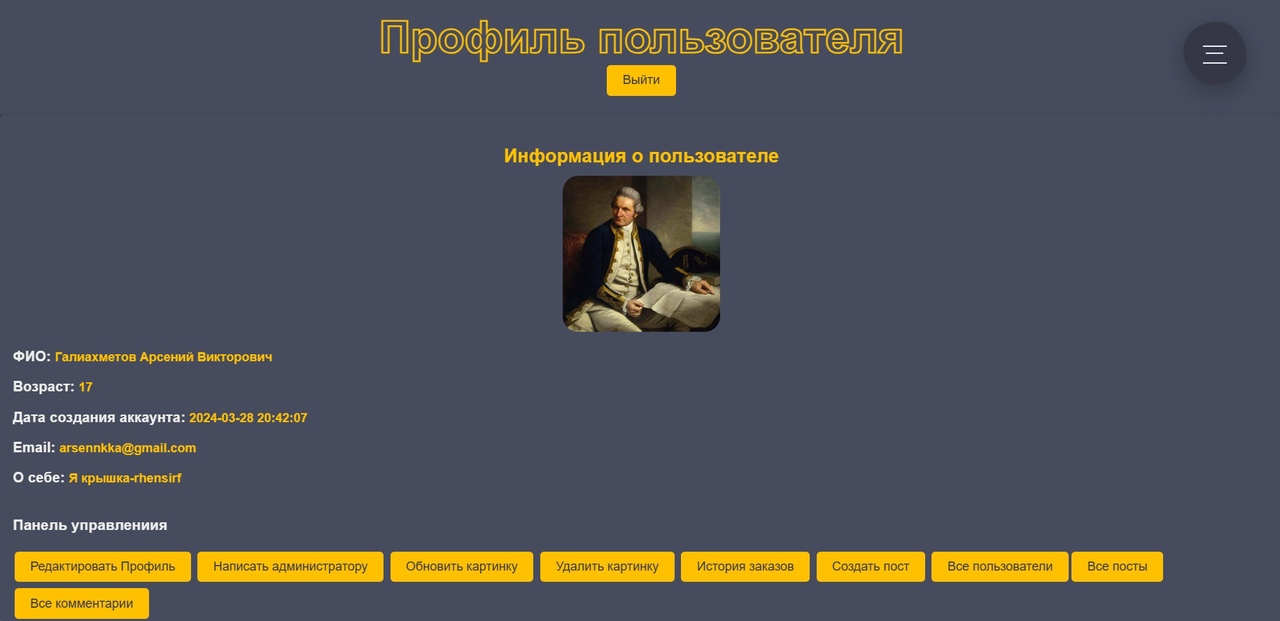 Профиль пользователя
Выйти
Информация о пользователе
ФИО: Галиахметов Арсений Викторович
Возраст: 17
Дата создания аккаунта: 2024-03-28 20:42:07
Email: arsennkka@gmail.com
О себе: Я крышка-rhensirf
Панель управлениия
Редактировать Профиль Написать администратору Обновить картинку Удалить картинку История заказов Создать пост Все пользователи Все посты
Все комментарии